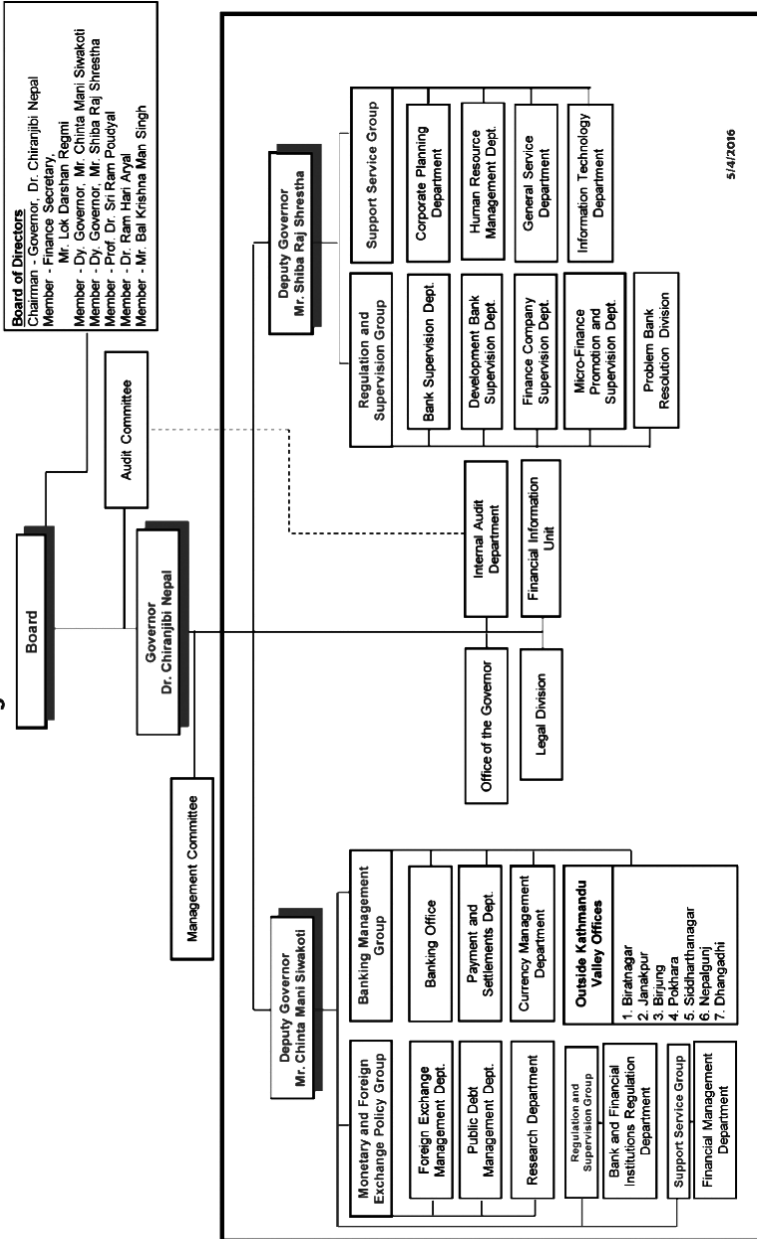 Board of Directors
Chairman - Governor, Dr. Chiranjibi Nepal
Member - Finance Secretary,
Mr. Lok Darshan Regmi
Member - Dy. Governor, Mr. Chinta Mani Siwakoti
Member - Dy. Governor, Mr. Shiba Raj Shrestha
Member - Prof. Dr. Sri Ram Poudyal
Member - Dr. Ram Hari Aryal
Member - Mr. Bal Krishna Man Singh
Board
Audit Committee
Governor
Dr. Chiranjibi Nepal
Management Committee
Deputy Governor
Mr. Chinta Mani Siwakoti
Deputy Governor
Mr. Shiba Raj Shrestha
Monetary and Foreign
Exchange Policy Group
Foreign Exchange
Management Dept.
Public Debt
Management Dept.
Research Department
Regulation and
Supervision Group
Bank and Financial
Institutions Regulation
Department
Support Service Group
Financial Management
Department
Banking Management
Group
Banking Office
Payment and
Settlements Dept.
Currency Management
Department
Outside Kathmandu
Valley Offices
1. Biratnagar
2. Janakpur
3. Birjung
4. Pokhara
5. Siddharthanagar
6. Nepalgunj
7. Dhangadhi
Office of the Governor
Legal Division
Internal Audit
Department
Financial Information
Unit
Regulation and
Supervision Group
Bank Supervision Dept.
Development Bank
Supervision Dept.
Finance Company
Supervision Dept.
Micro-Finance
Promotion and
Supervision Dept.
Problem Bank
Resolution Division
Support Service Group
Corporate Planning
Department
Human Resource
Management Dept.
General Service
Department
Information Technology
Department
5/4/2016